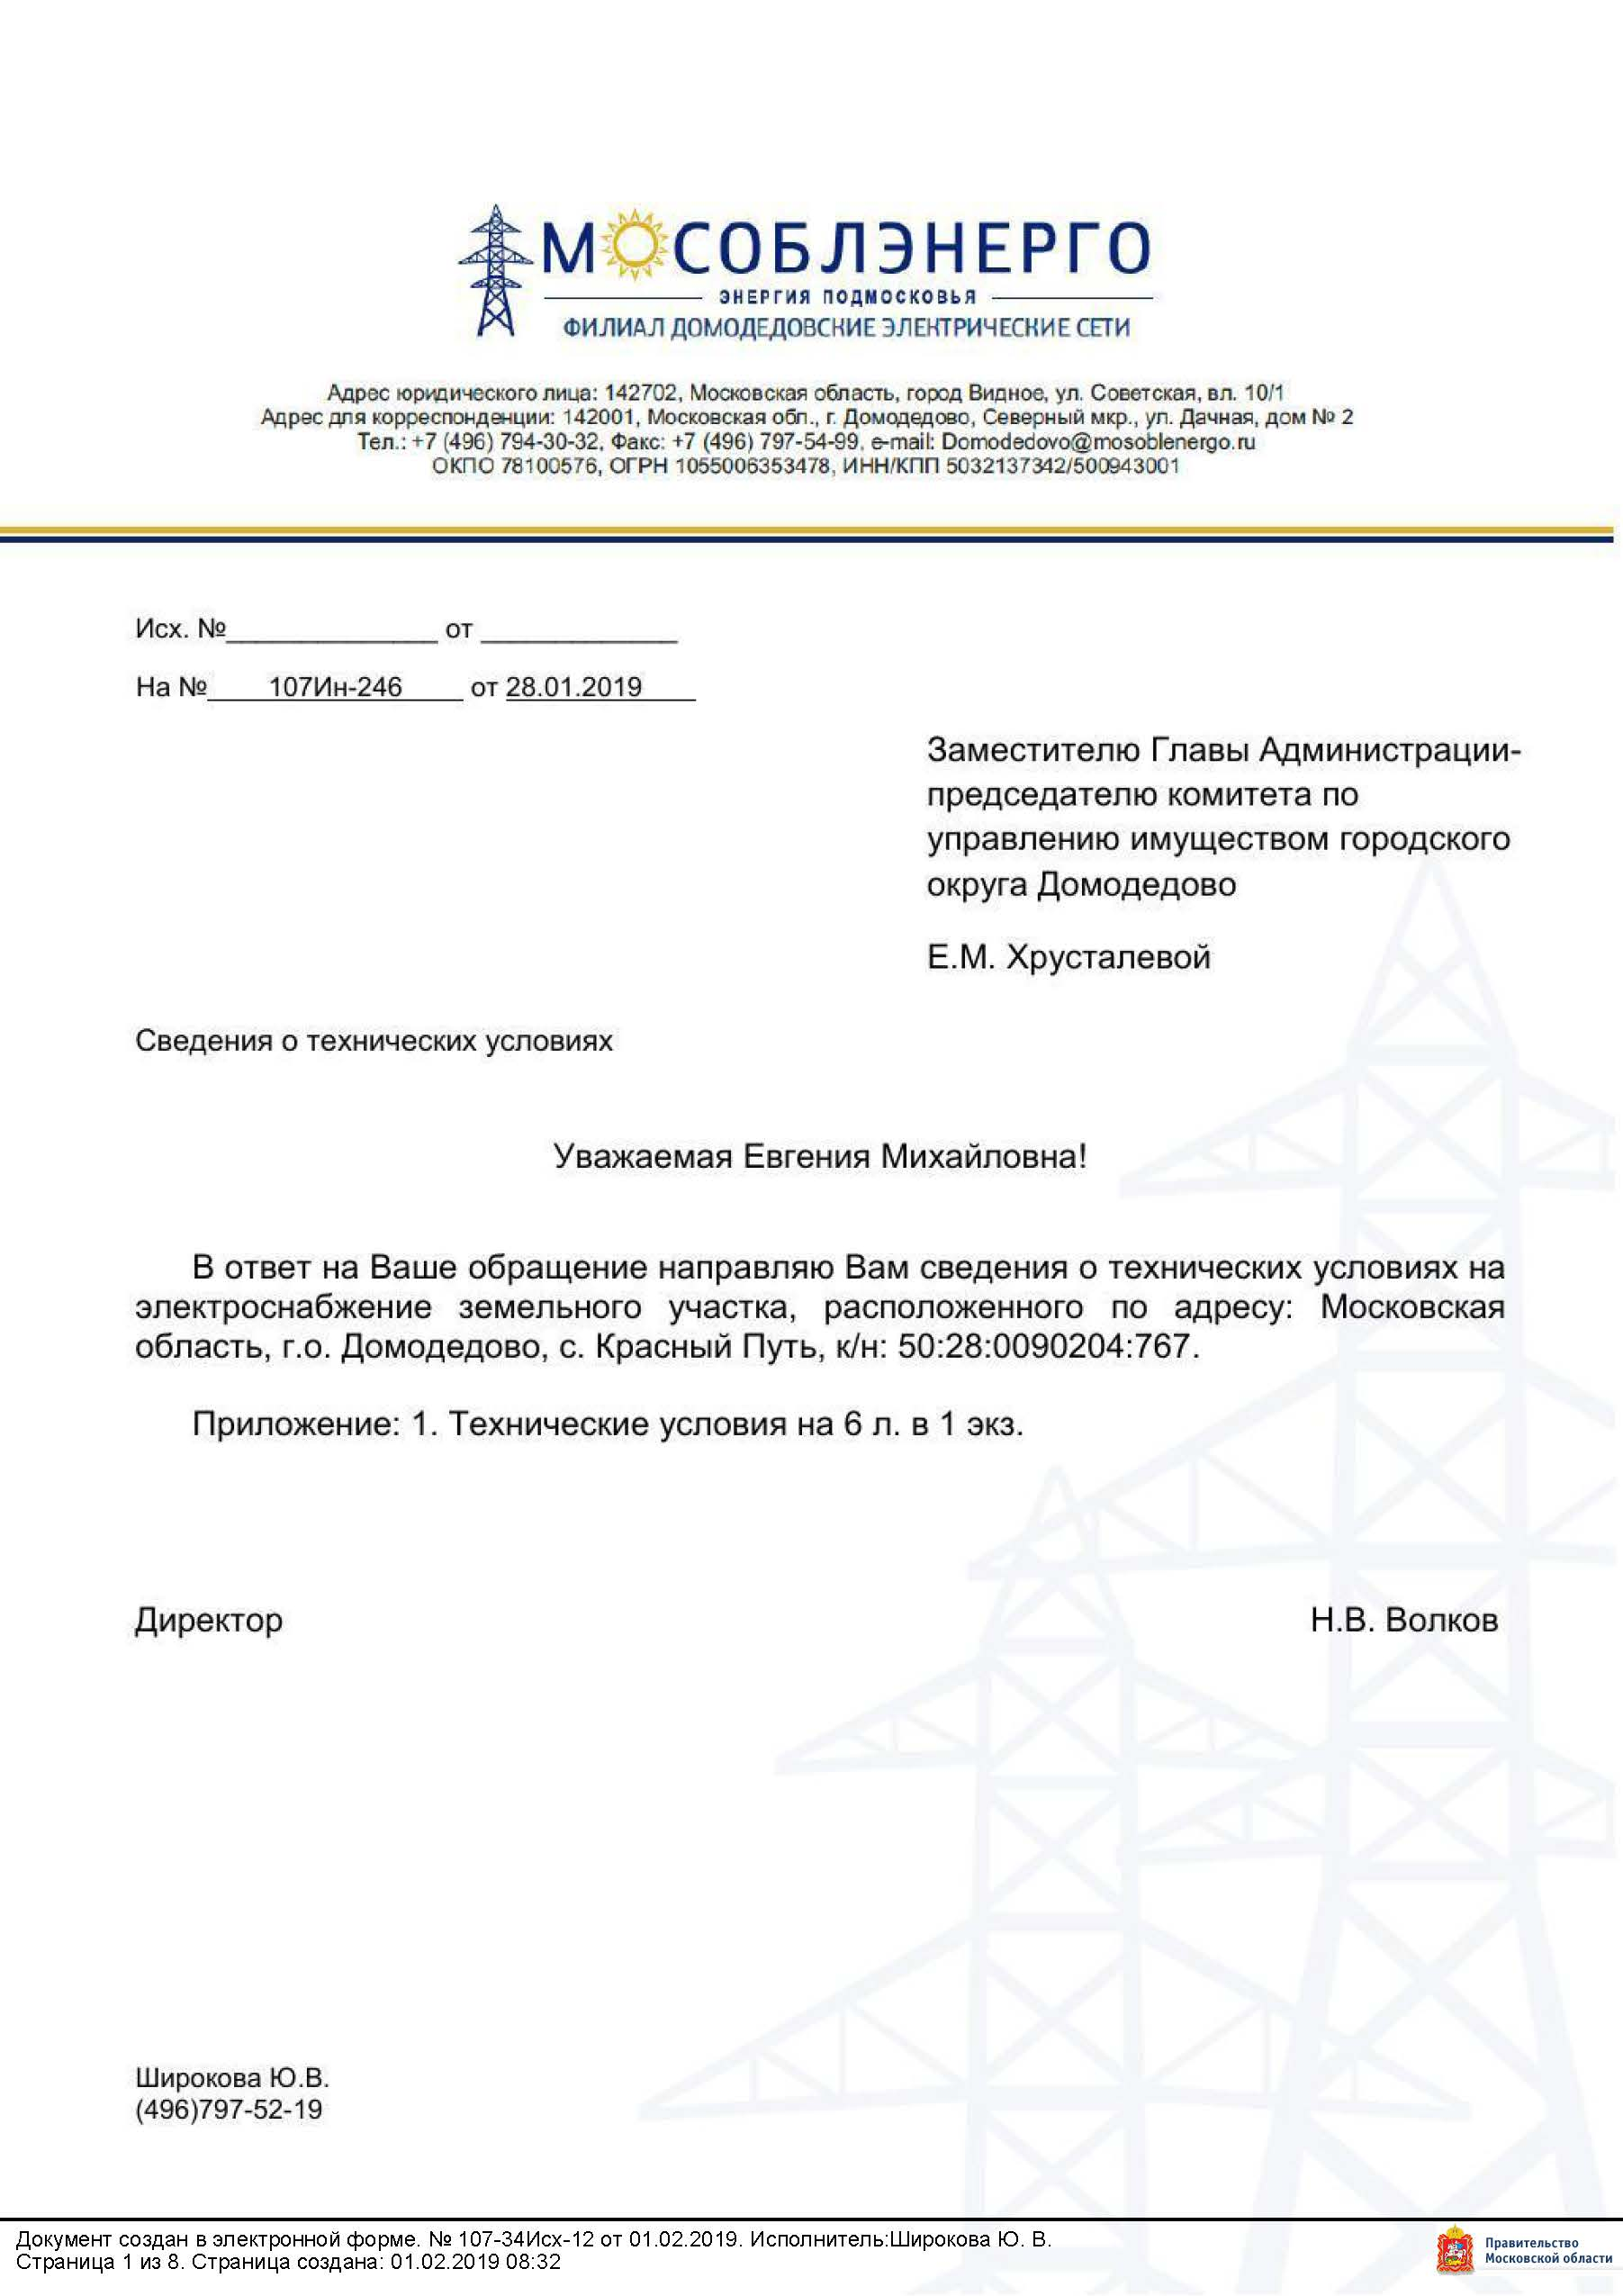 МОСОБЛЭНЕРГО
ЭНЕРГИЯ ПОДМОСКОВЬЯ
ФИЛИАЛ ДОМОДЕДОВСКИЕ ЭЛЕКТРИЧЕСКИЕ СЕТИ
Адрес юридического лица: 142702, Московская область, город Видное, ул. Советская, вл. 10/1
Адрес для корреспонденции: 142001, Московская обл., г. Домодедово, Северный мкр., ул. Дачная, дом № 2
Тел.: +7 (496) 794-30-32, Факс: +7 (496) 797-54-99, e-mail: Domodedovo@mosoblenergo.ru
ОКПО 78100576, ОГРН 1055006353478, ИНН/КПП 5032137342/500943001
Исх. №______________ от _____________
На №____107Ин-246____ от 28.01.2019____
Заместителю Главы Администрации-
председателю комитета по
управлению имуществом городского
округа Домодедово
Е.М. Хрусталевой
Сведения о технических условиях
Уважаемая Евгения Михайловна!
В ответ на Ваше обращение направляю Вам сведения о технических условиях на
электроснабжение земельного участка, расположенного по адресу: Московская
область, г.о. Домодедово, с. Красный Путь, к/н: 50:28:0090204:767.
Приложение: 1. Технические условия на 6 л. в 1 экз.
Директор Н.В. Волков
Широкова Ю.В.
(496)797-52-19
Документ создан в электронной форме. № 107-34Исх-12 от 01.02.2019. Исполнитель:Широкова Ю. В.
Страница 1 из 8. Страница создана: 01.02.2019 08:32
Правительство
Московской области